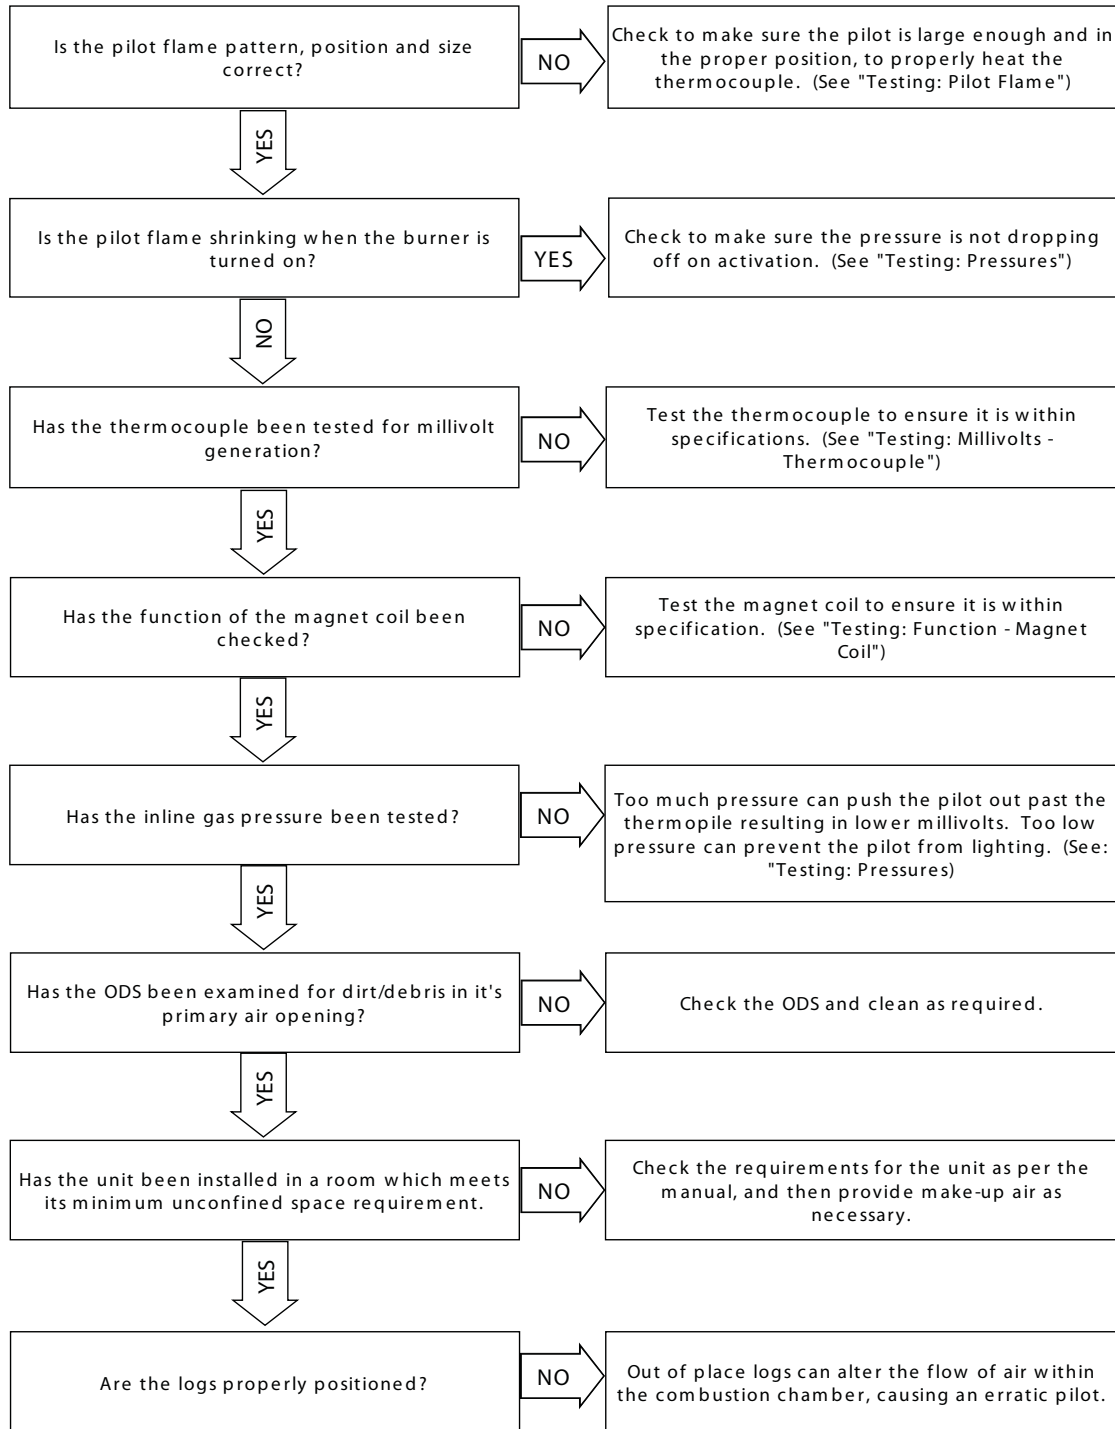 Is the pilot flame pattern, position and size
correct?
NO
Check to make sure the pilot is large enough and in
the proper position, to properly heat the
thermocouple. (See "Testing: Pilot Flame")
YES
Is the pilot flame shrinking when the burner is
turned on?
YES
Check to make sure the pressure is not dropping
off on activation. (See "Testing: Pressures")
NO
Has the thermocouple been tested for millivolt
generation?
NO
Test the thermocouple to ensure it is within
specifications. (See "Testing: Millivolts -
Thermocouple")
YES
Has the function of the magnet coil been
checked?
NO
Test the magnet coil to ensure it is within
specification. (See "Testing: Function - Magnet
Coil")
YES
Has the inline gas pressure been tested?
NO
Too much pressure can push the pilot out past the
thermopile resulting in lower millivolts. Too low
pressure can prevent the pilot from lighting. (See:
"Testing: Pressures)
YES
Has the ODS been examined for dirt/debris in it's
primary air opening?
NO
Check the ODS and clean as required.
YES
Has the unit been installed in a room which meets
its minimum unconfined space requirement.
NO
Check the requirements for the unit as per the
manual, and then provide make-up air as
necessary.
YES
Are the logs properly positioned?
NO
Out of place logs can alter the flow of air within
the combustion chamber, causing an erratic pilot.